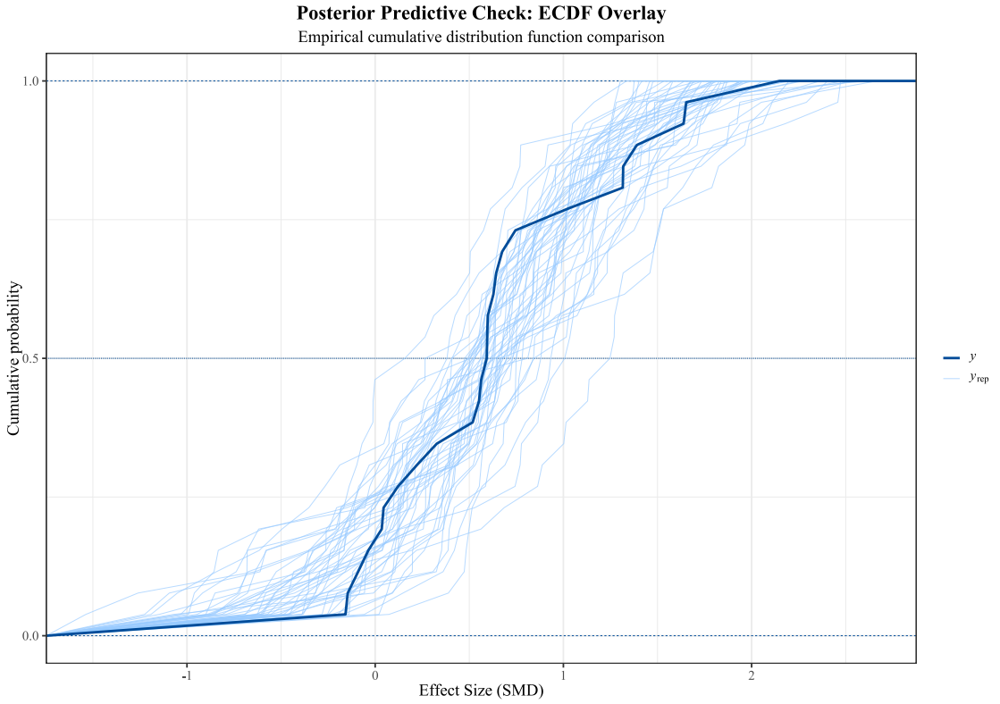 Posterior Predictive Check: ECDF Overlay
Empirical cumulative distribution function comparison
Cumulative probability
1.0
0.5
0.0
-1
0
1
2
Effect Size (SMD)
y
yrep